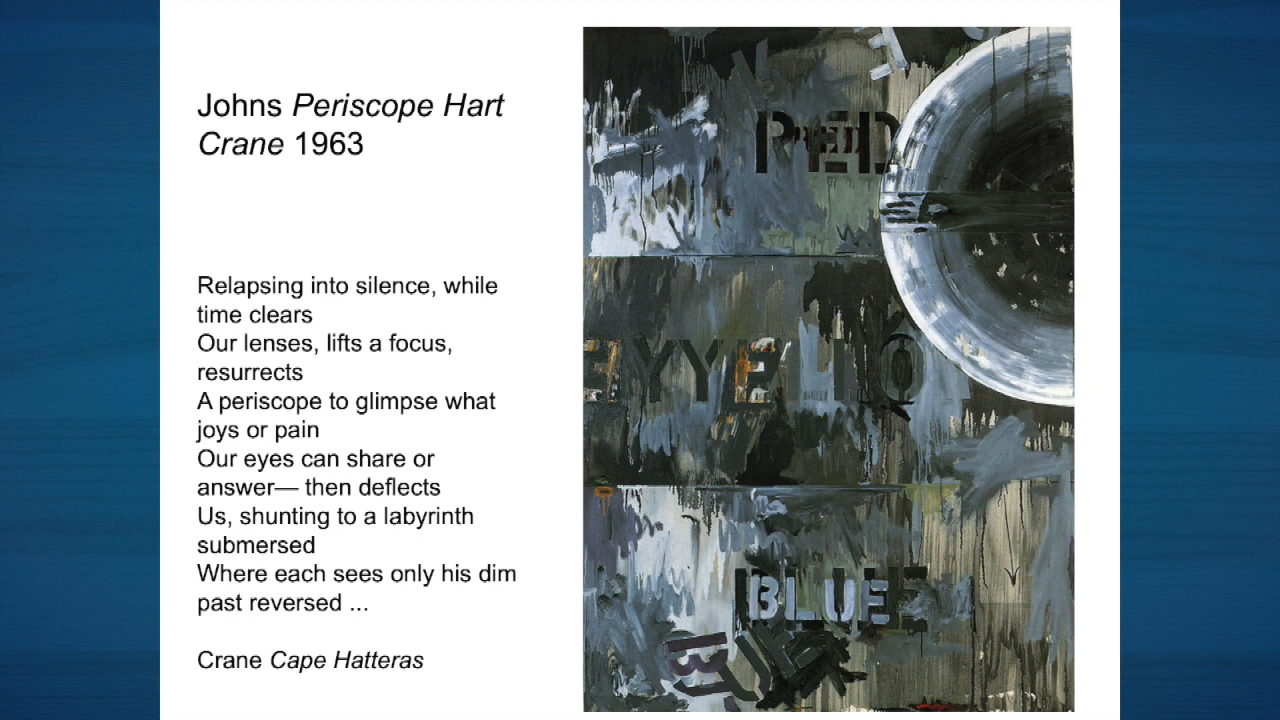 Johns Periscope Hart
Crane 1963
Relapsing into silence, while
time clears
Our lenses, lifts a focus,
resurrects
A periscope to glimpse what
joys or pain
Our eyes can share or
answer— then deflects
Us, shunting to a labyrinth
submersed
Where each sees only his dim
past reversed ...
Crane Cape Hatteras
RED
BLUE